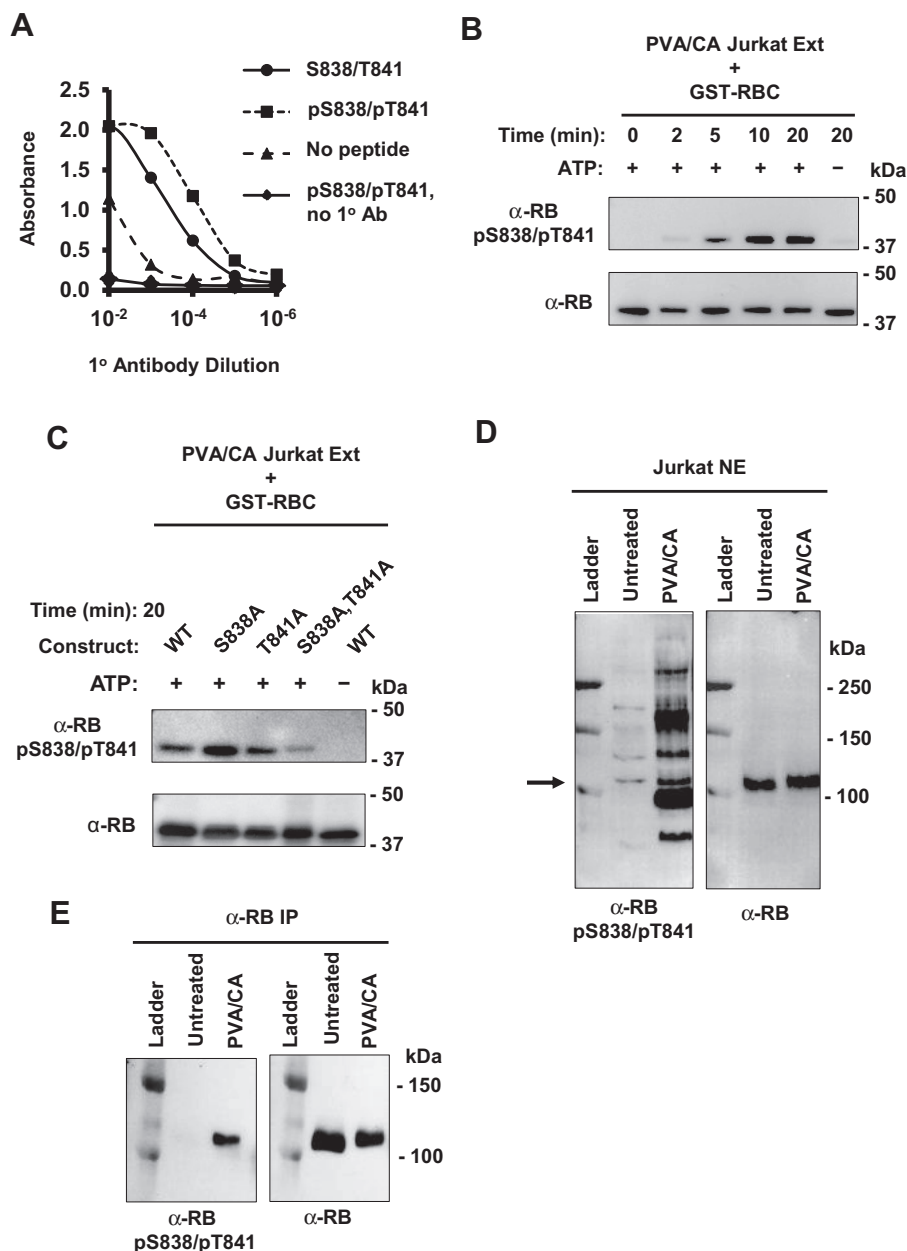 A
S838/T841
pS838/pT841
No peptide
pS838/pT841,
no 1º Ab
Absorbance
2.5
2.0
1.5
1.0
0.5
0.0
10-2
10-4
10-6
1º Antibody Dilution
B
PVA/CA Jurkat Ext
+
GST-RBC
Time (min): 0 2 5 10 20 20
ATP: + + + + + − kDa
α-RB
pS838/pT841
- 50
- 37
α-RB
- 50
- 37
C
PVA/CA Jurkat Ext
+
GST-RBC
Time (min): 20
Construct: WT S838A T841A S838A,T841A WT
ATP: + + + + − kDa
α-RB
pS838/pT841
- 50
- 37
α-RB
- 50
- 37
D
Jurkat NE
Ladder Untreated PVA/CA Ladder Untreated PVA/CA
kDa
- 250
- 150
- 100
α-RB
pS838/pT841
α-RB
E
α-RB IP
Ladder Untreated PVA/CA Ladder Untreated PVA/CA
kDa
- 150
- 100
α-RB
pS838/pT841
α-RB